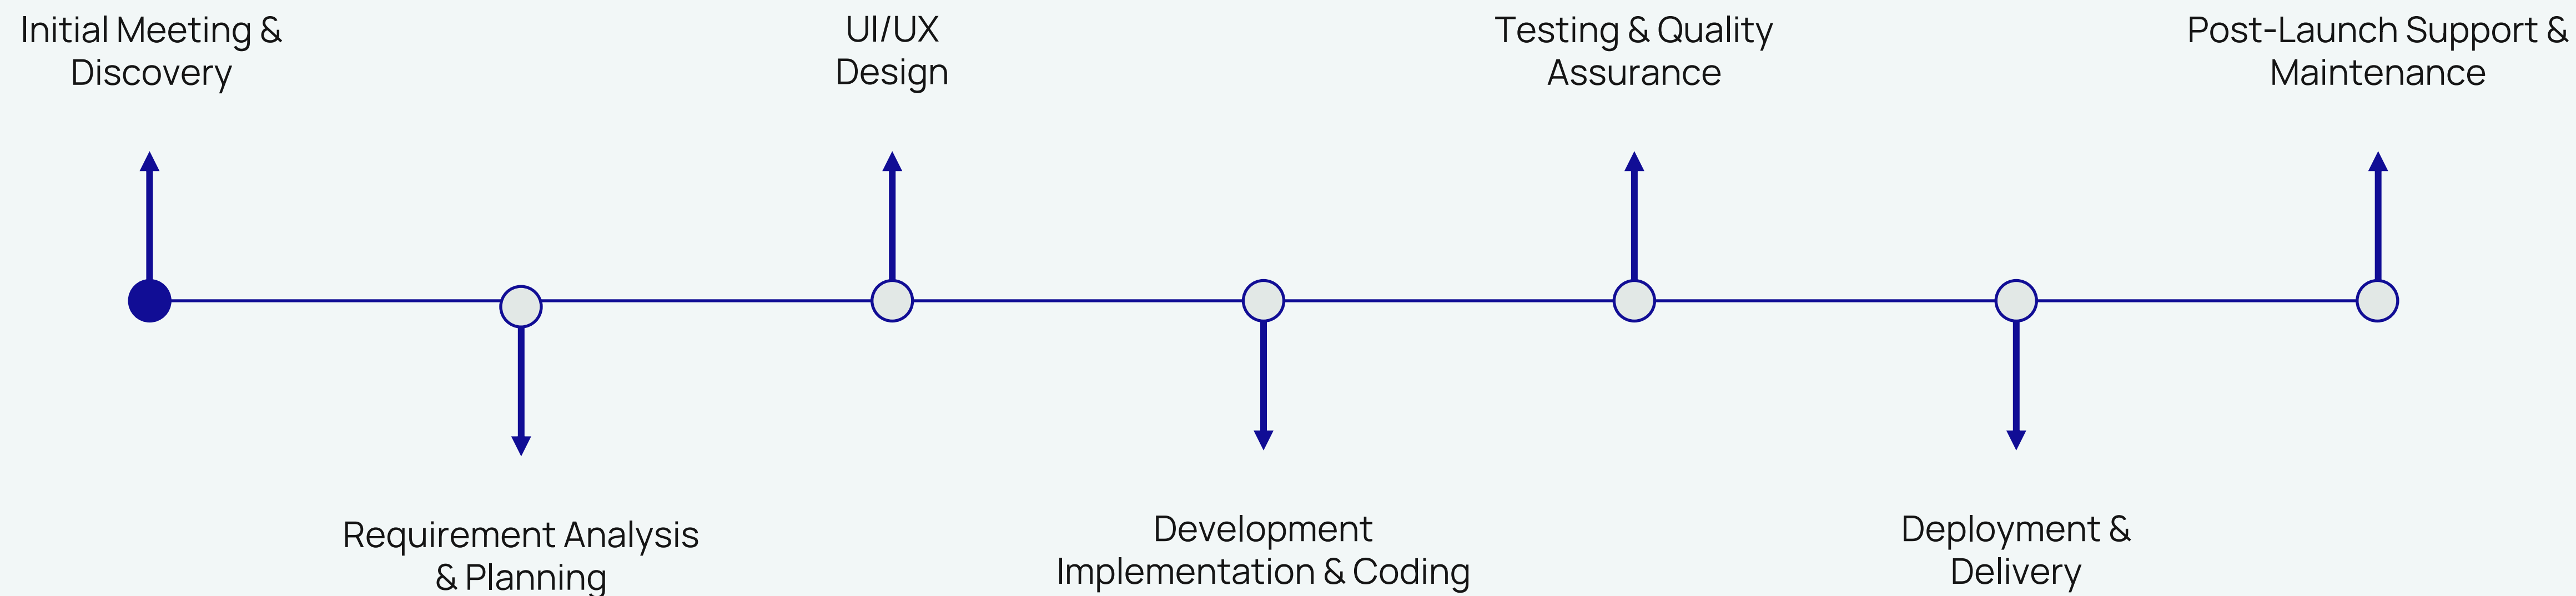 Initial Meeting &
Discovery
Requirement Analysis
& Planning
UI/UX
Design
Development
Implementation & Coding
Testing & Quality
Assurance
Deployment &
Delivery
Post-Launch Support &
Maintenance